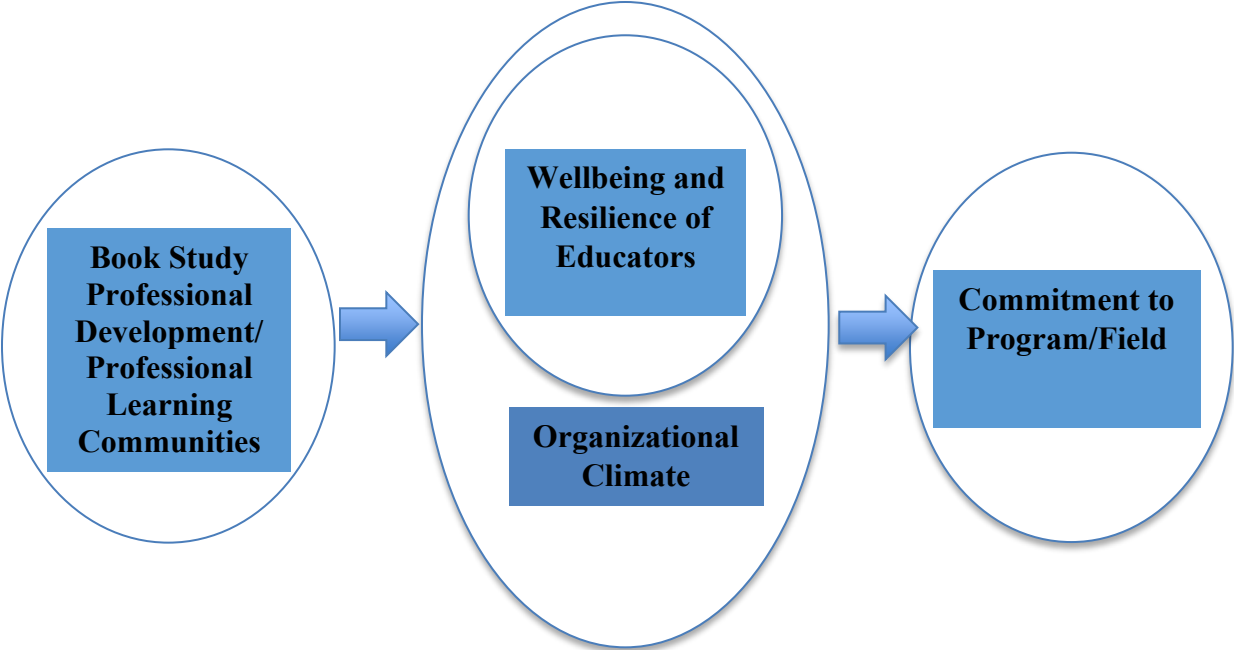 Book Study
Professional
Development/
Professional
Learning
Communities
Wellbeing and
Resilience of
Educators
Organizational
Climate
Commitment to
Program/Field